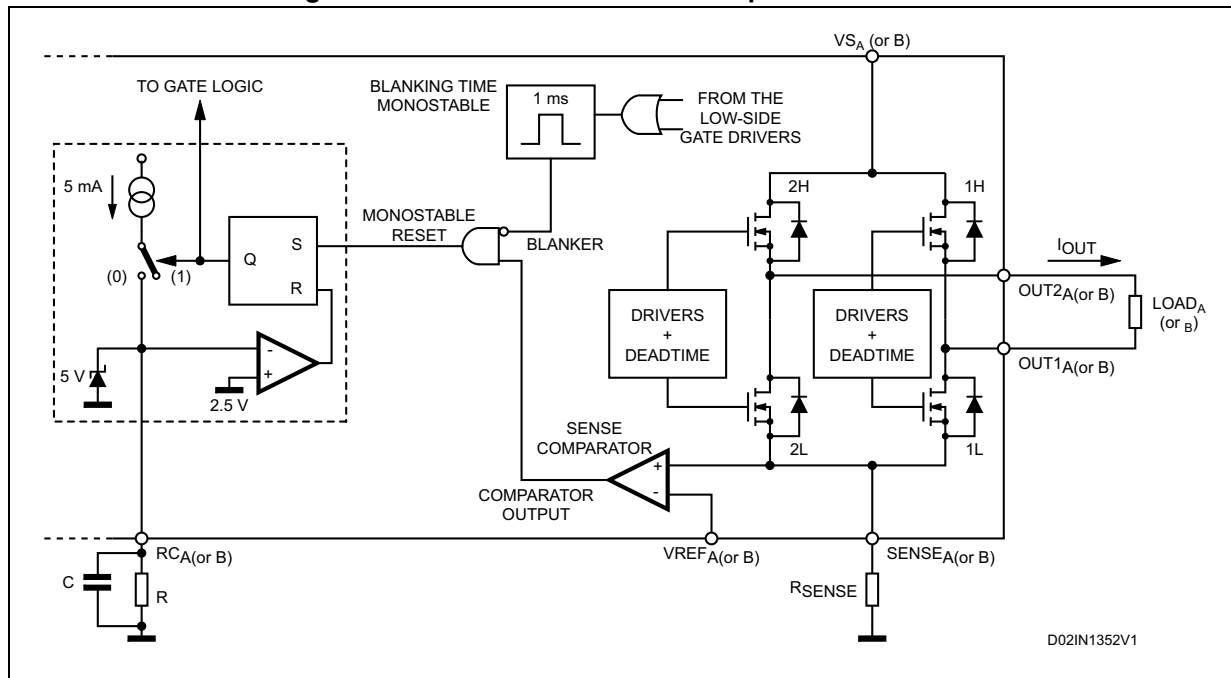 VSA (or B)
TO GATE LOGIC
BLANKING TIME
MONOSTABLE
1 ms
FROM THE
LOW-SIDE
GATE DRIVERS
5 mA
2H
1H
MONOSTABLE
RESET
S
Q
R
BLANKER
IOUT
(0)
(1)
OUT2A(or B)
LOADA
(or B)
DRIVERS
+
DEADTIME
DRIVERS
+
DEADTIME
OUT1A(or B)
-
+
5 V
2.5 V
SENSE
COMPARATOR
2L
1L
+
-
COMPARATOR
OUTPUT
RCA(or B)
VREFA(or B)
SENSEA(or B)
C
R
RSENSE
D02IN1352V1